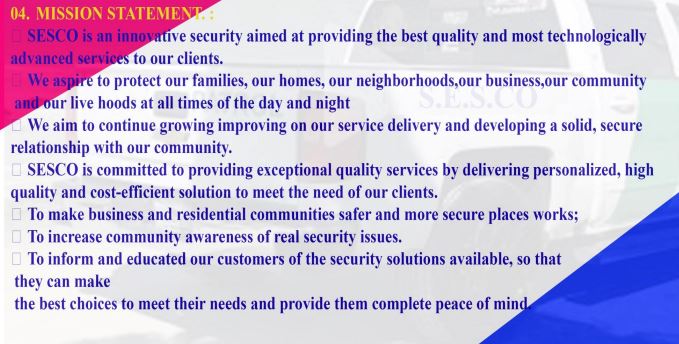 04. MISSION STATEMENT. :
 SESCO is an innovative security aimed at providing the best quality and most technologically
advanced services to our clients.
 We aspire to protect our families, our homes, our neighborhoods,our business,our community
and our live hoods at all times of the day and night
S.E.S.CO
 We aim to continue growing improving on our service delivery and developing a solid, secure
relationship with our community.
 SESCO is committed to providing exceptional quality services by delivering personalized, high
quality and cost-efficient solution to meet the need of our clients.
 To make business and residential communities safer and more secure places works;
 To increase community awareness of real security issues.
 To inform and educated our customers of the security solutions available, so that
they can make
the best choices to meet their needs and provide them complete peace of mind.